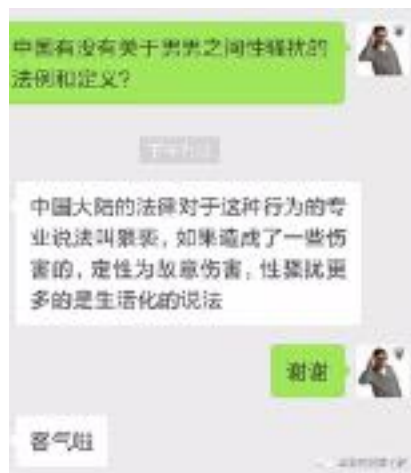 中国有没有关于男男之间性骚扰的
法例和定义?
中国大陆的法律对于这种行为的专
业说法叫猥亵，如果造成了一些伤
害的，定性为故意伤害，性骚扰更
多的是生活化的说法
谢谢
客气啦